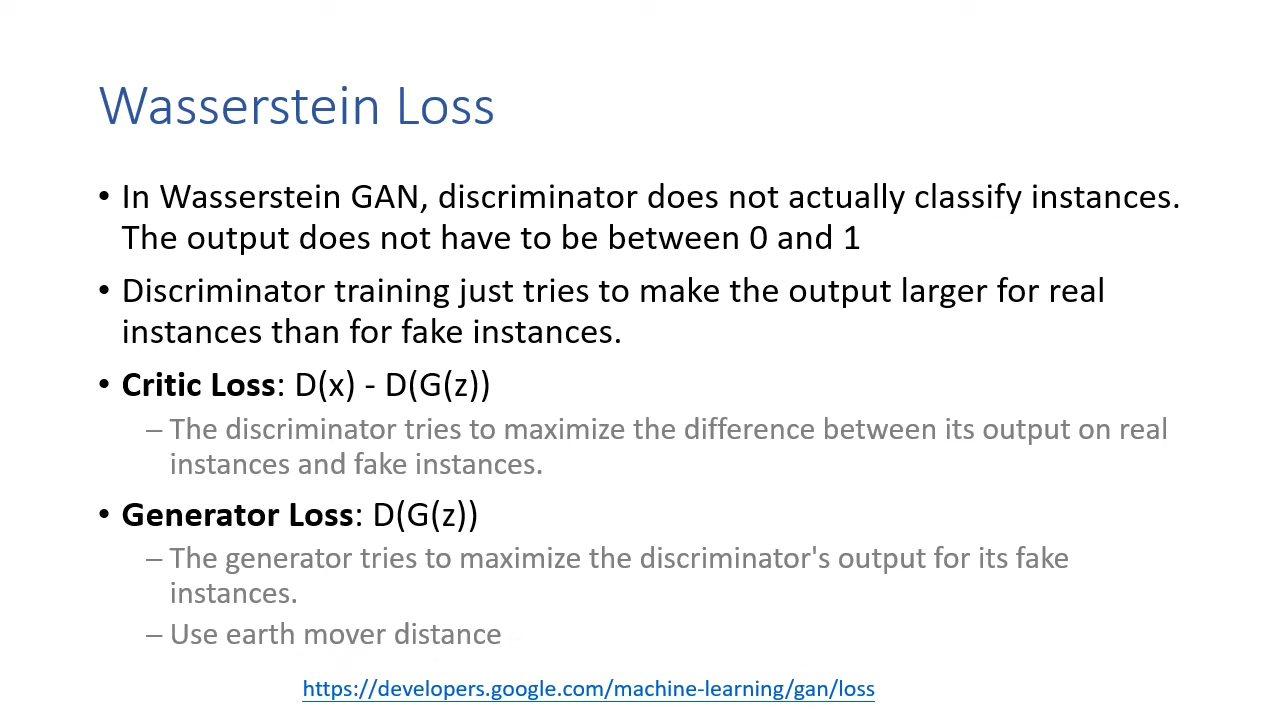 Wasserstein Loss
• In Wasserstein GAN, discriminator does not actually classify instances.
The output does not have to be between 0 and 1
• Discriminator training just tries to make the output larger for real
instances than for fake instances.
• Critic Loss: D(x) - D(G(z))
– The discriminator tries to maximize the difference between its output on real
instances and fake instances.
• Generator Loss: D(G(z))
– The generator tries to maximize the discriminator's output for its fake
instances.
– Use earth mover distance
https://developers.google.com/machine-learning/gan/loss